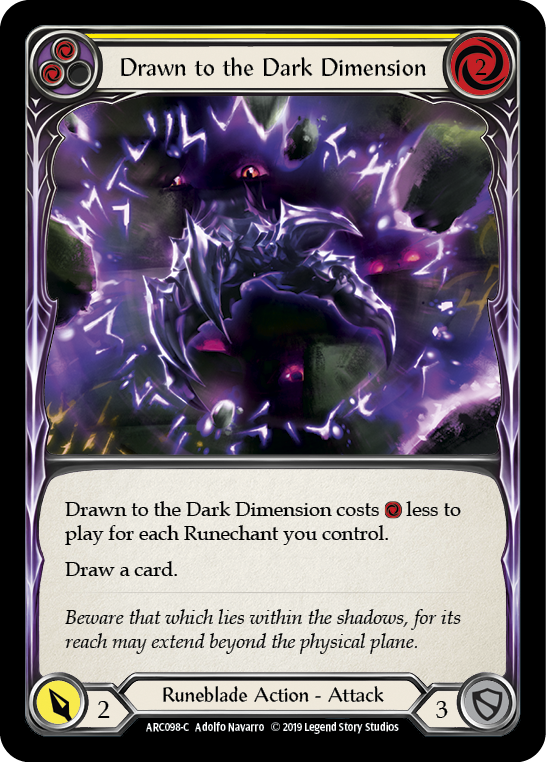 Drawn to the Dark Dimension
2
Drawn to the Dark Dimension costs less to
play for each Runechant you control.
Draw a card.
Beware that which lies within the shadows, for its
reach may extend beyond the physical plane.
2
Runeblade Action - Attack
3
ARC098-C Adolfo Navarro © 2019 Legend Story Studios